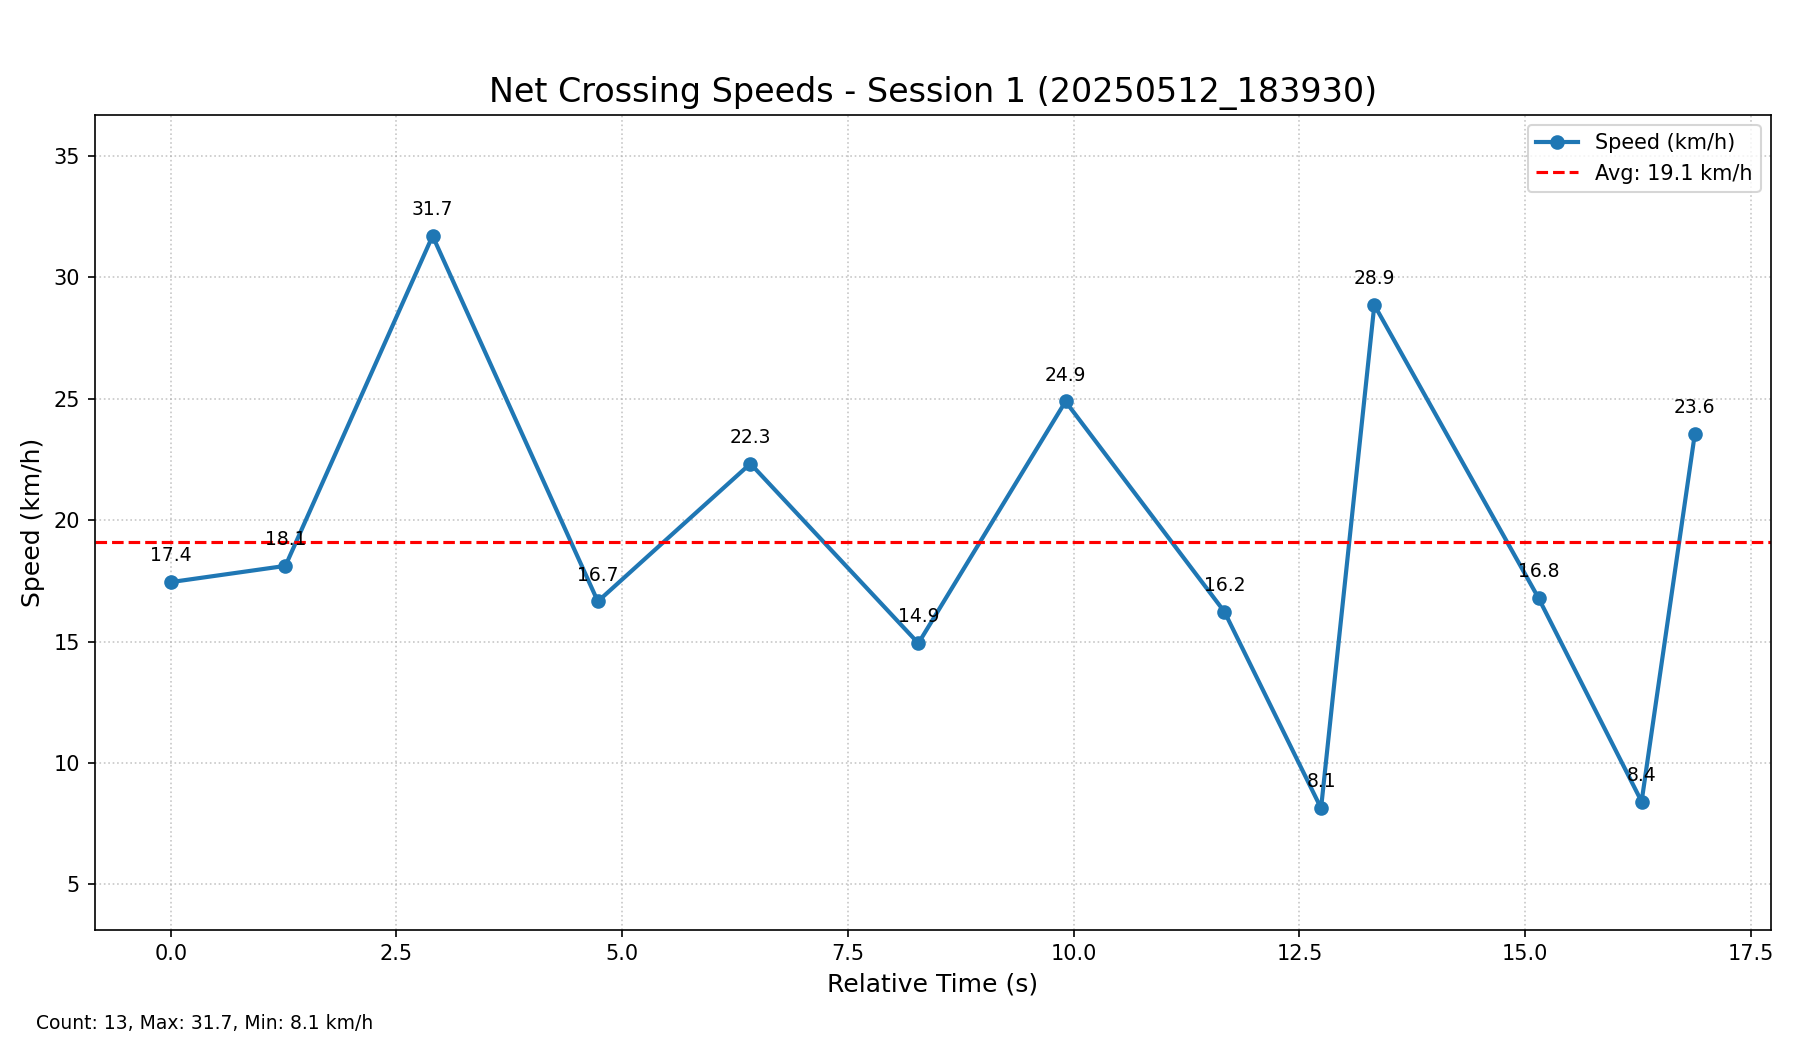 Net Crossing Speeds - Session 1 (20250512_183930)
Speed (km/h)
Avg: 19.1 km/h
Speed (km/h)
35
30
25
20
15
10
5
17.4
18.1
31.7
16.7
22.3
14.9
24.9
16.2
8.1
28.9
16.8
8.4
23.6
0.0 2.5 5.0 7.5 10.0 12.5 15.0 17.5
Relative Time (s)
Count: 13, Max: 31.7, Min: 8.1 km/h